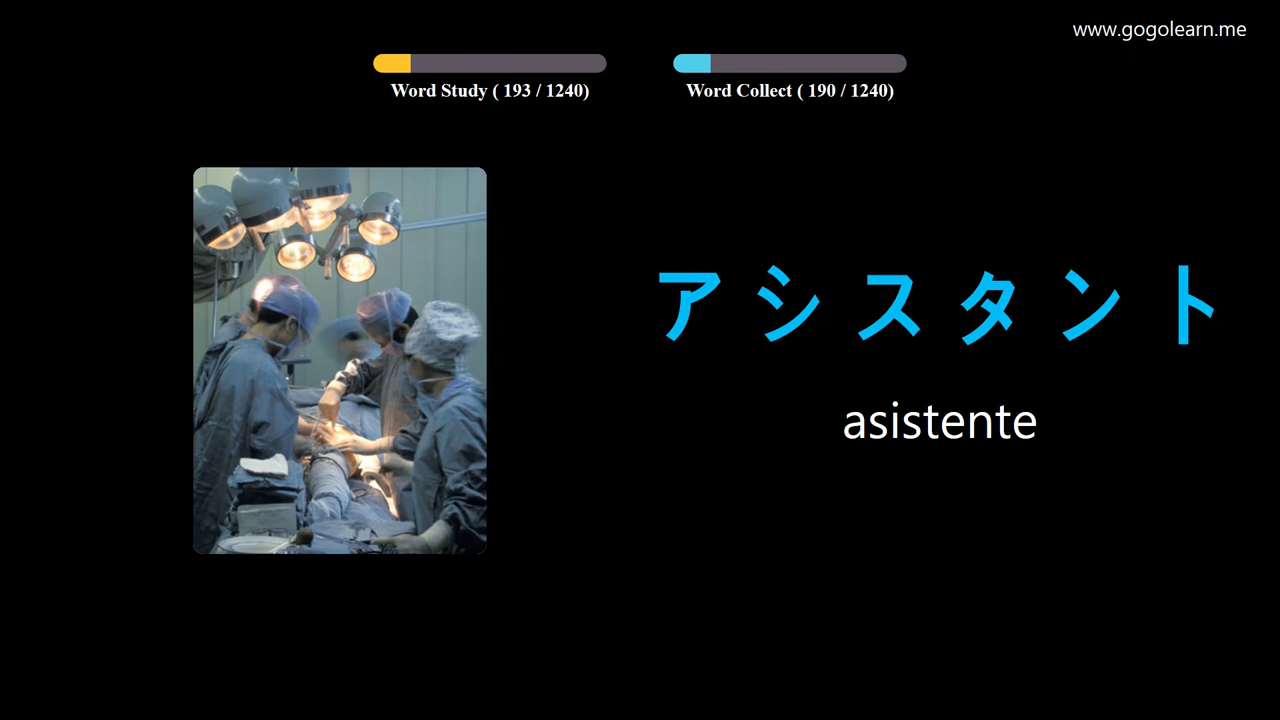 www.gogolearn.me
Word Study ( 193 / 1240)
Word Collect ( 190 / 1240)
アシスタント
asistente